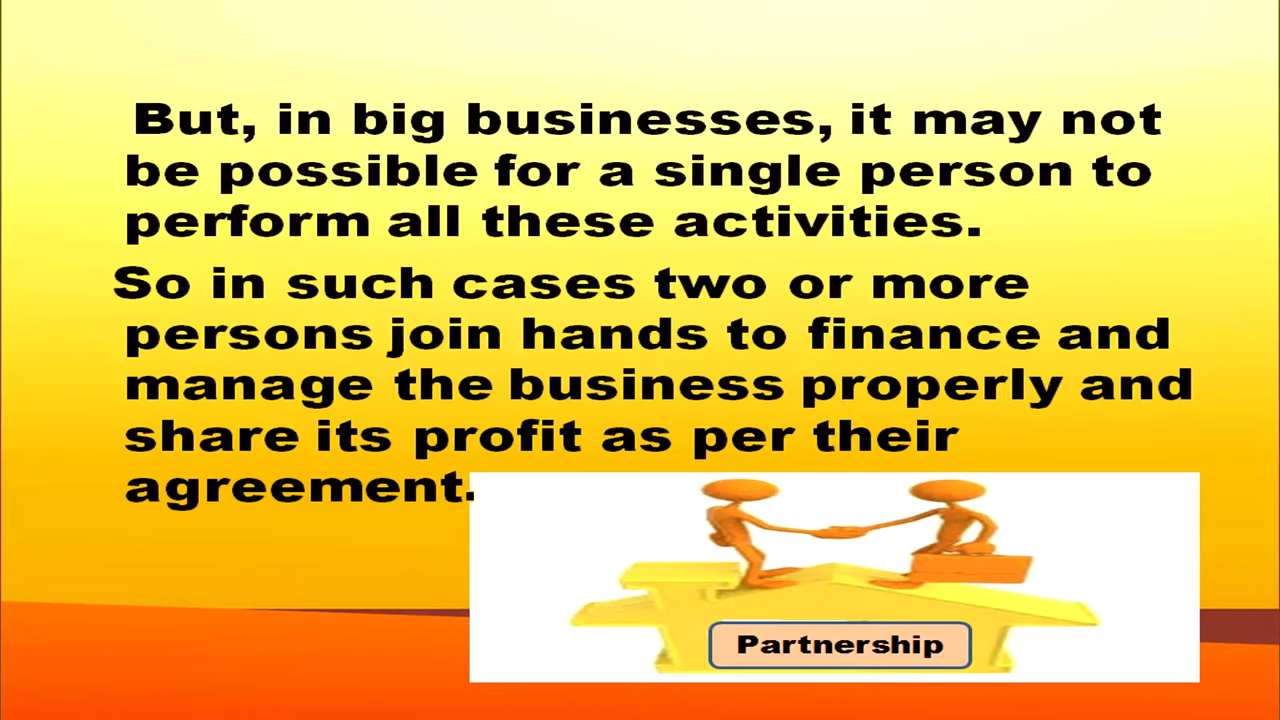 But, in big businesses, it may not
be possible for a single person to
perform all these activities.
So in such cases two or more
persons join hands to finance and
manage the business properly and
share its profit as per their
agreement.
Partnership